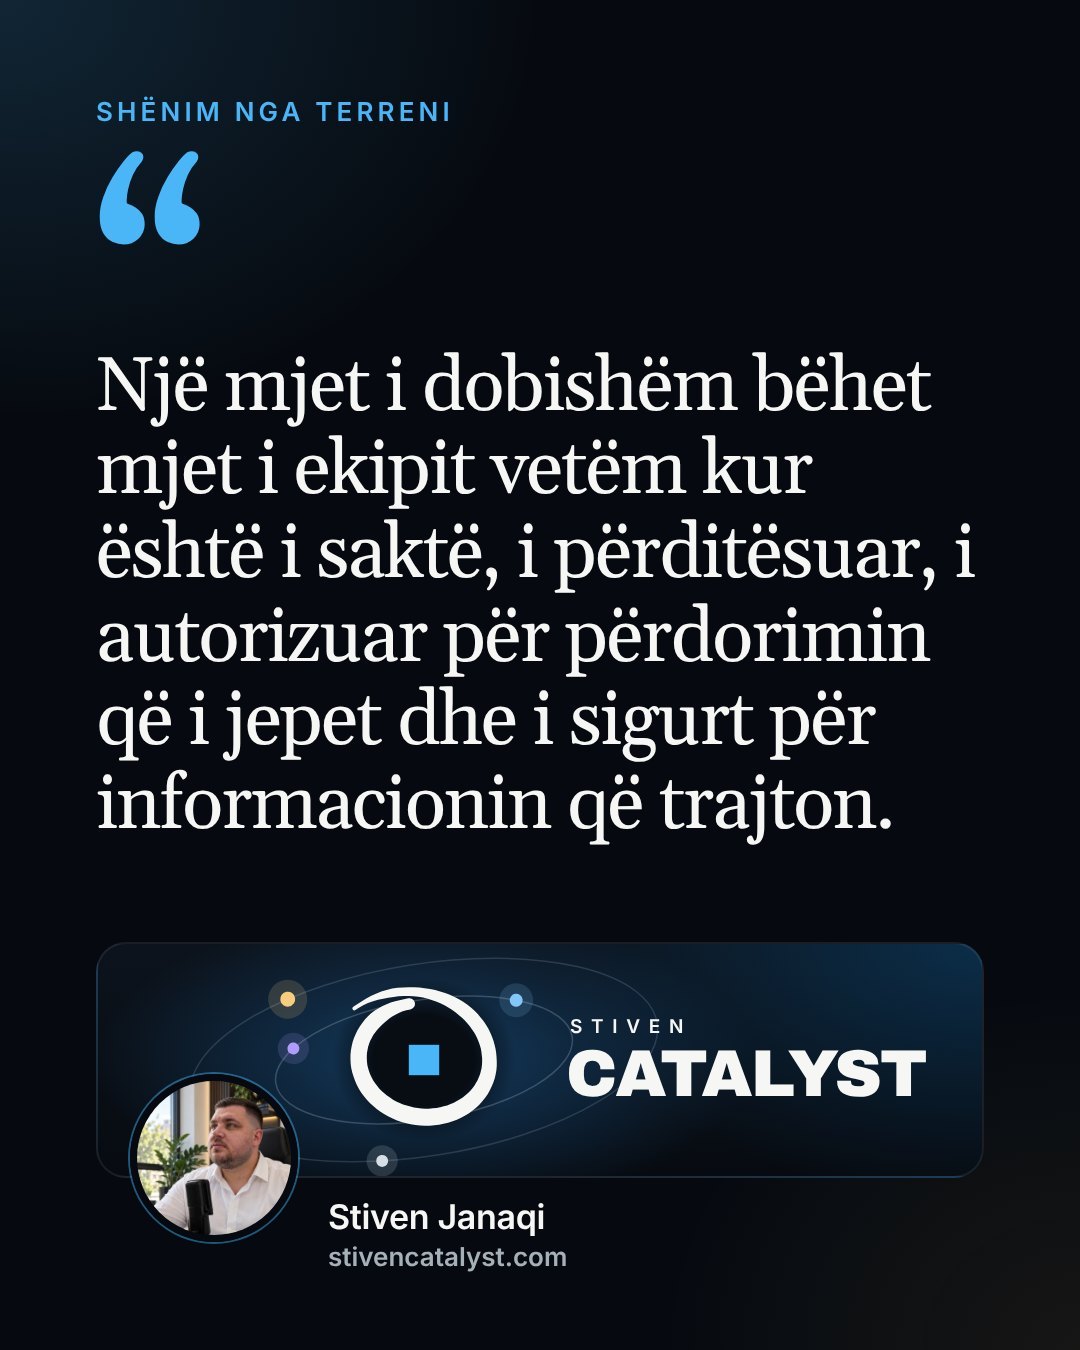 SHËNIM NGA TERRENI
“
Një mjet i dobishëm bëhet
mjet i ekipit vetëm kur
është i saktë, i përditësuar, i
autorizuar për përdorimin
që i jepet dhe i sigurt për
informacionin që trajton.
STIVEN
CATALYST
Stiven Janaqi
stivencatalyst.com